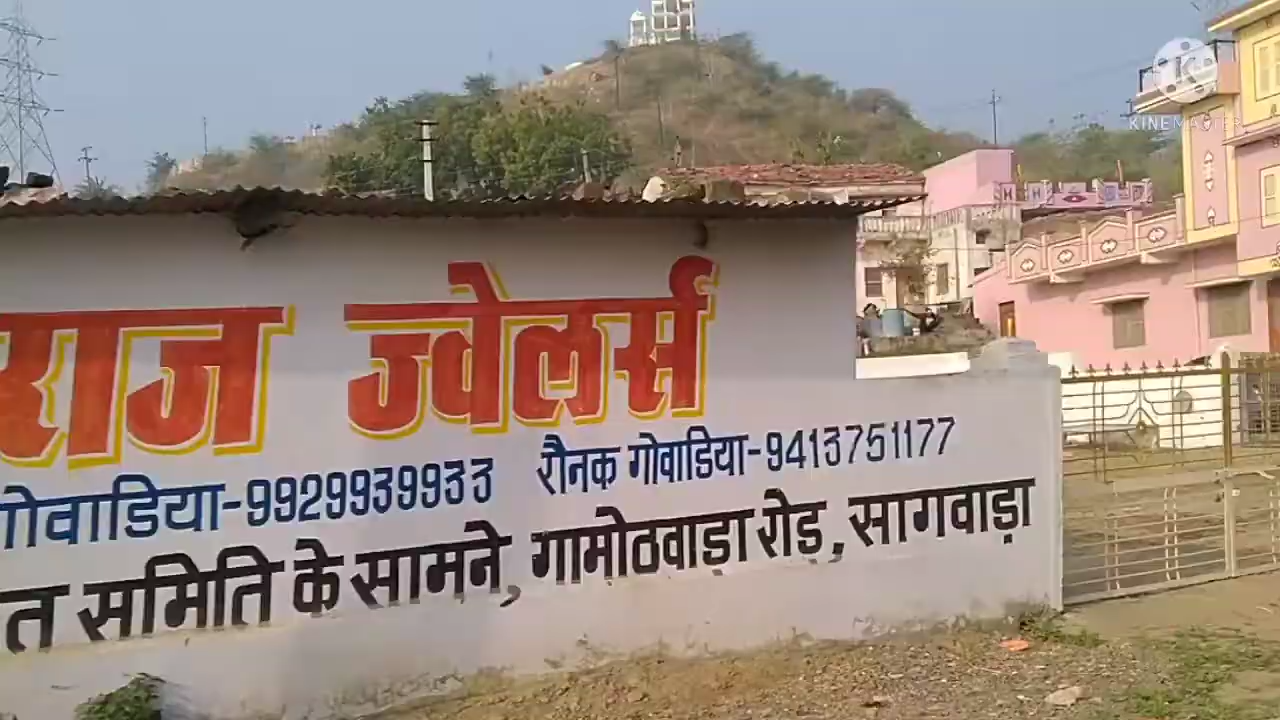 KINEMASTER
राज ज्वेलर्स
गोवाडिया-9929939933 रौनक गोवाडिया-9413751177
त समिति के सामने, गामोठवाड़ा रोड, सागवाड़ा